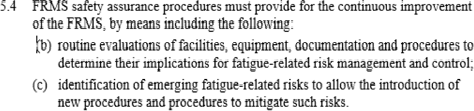 5.4 FRMS safety assurance procedures must provide for the continuous improvement
of the FRMS, by means including the following:
(b) routine evaluations of facilities, equipment, documentation and procedures to
determine their implications for fatigue-related risk management and control;
(c) identification of emerging fatigue-related risks to allow the introduction of
new procedures and procedures to mitigate such risks.